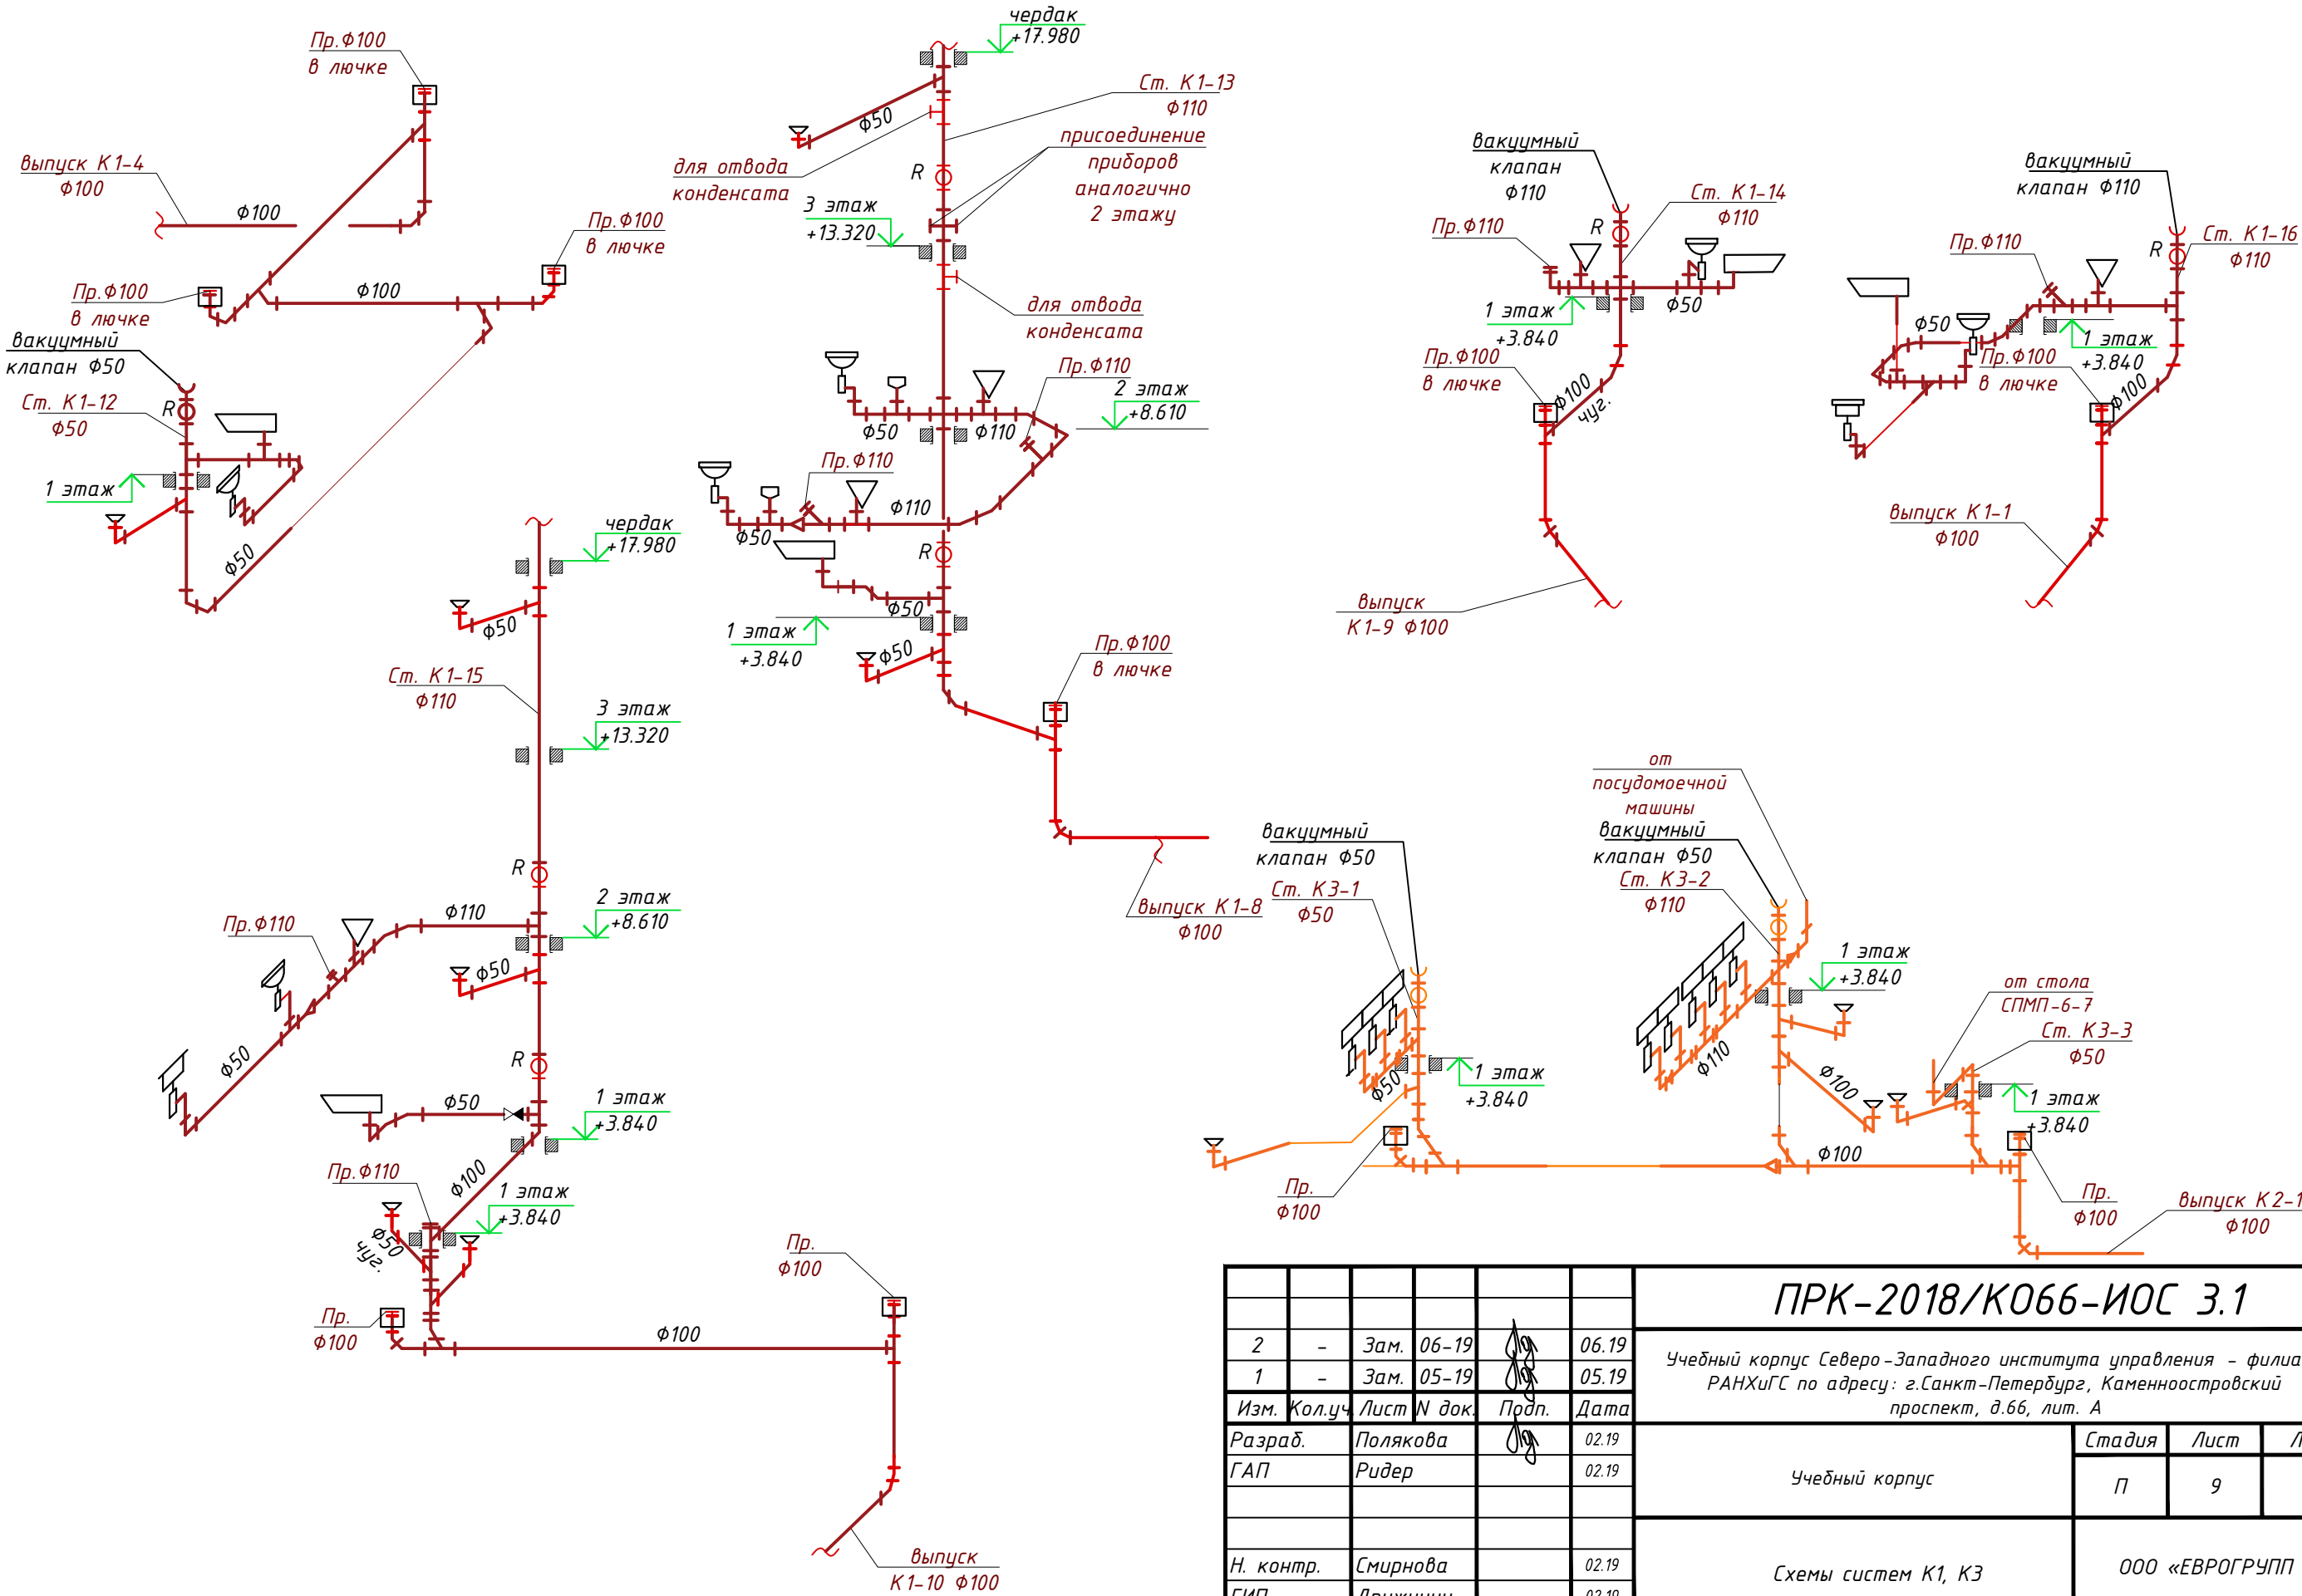 Пр.Ф100
в лючке
выпуск К1-4
Ф100
Ф100
Пр.Ф100
в лючке
Пр.Ф100
в лючке
Ф100
вакуумный
клапан Ф50
Ст. К1-12
Ф50
R
1 этаж
Ф50
чердак
+17.980
Ст. К1-13
Ф110
Ф50
присоединение
приборов
аналогично
2 этажу
для отвода
конденсата
R
3 этаж
+13.320
для отвода
конденсата
Пр.Ф110
2 этаж
+8.610
Ф50
Ф110
Пр.Ф110
Ф110
Ф50
R
Ф50
1 этаж
+3.840
Ф50
Пр.Ф100
в лючке
выпуск К1-8
Ф100
вакуумный
клапан
Ф110
Ст. К1-14
Ф110
Пр.Ф110
R
1 этаж
+3.840
Ф50
Пр.Ф100
в лючке
Ф100
чуг.
выпуск
К1-9 Ф100
вакуумный
клапан Ф110
Ст. К1-16
Ф110
Пр.Ф110
R
Ф50
1 этаж
+3.840
Пр.Ф100
в лючке
Ф100
выпуск К1-1
Ф100
чердак
+17.980
Ф50
Ст. К1-15
Ф110
3 этаж
+13.320
R
2 этаж
+8.610
Ф110
Пр.Ф110
Ф50
Ф50
R
Ф50
1 этаж
+3.840
Ф100
Пр.Ф110
1 этаж
+3.840
Ф50
чуг.
Пр.
Ф100
Ф100
Пр.
Ф100
выпуск
К1-10 Ф100
вакуумный
клапан Ф50
Ст. К3-1
Ф50
Ф50
1 этаж
+3.840
Пр.
Ф100
от
посудомоечной
машины
вакуумный
клапан Ф50
Ст. К3-2
Ф110
1 этаж
+3.840
Ф110
Ф100
от стола
СПМП-6-7
Ст. К3-3
Ф50
1 этаж
+3.840
Ф100
Пр.
Ф100
выпуск К2-1
Ф100
ПРК-2018/КО66-ИОС 3.1
2 - Зам. 06-19 06.19
1 - Зам. 05-19 05.19
Изм. Кол.уч. Лист N док. Подп. Дата
Учебный корпус Северо-Западного института управления - филиа
РАНХиГС по адресу: г.Санкт-Петербург, Каменноостровский
проспект, д.66, лит. А
Разраб. Полякова 02.19
ГАП Ридер 02.19
Учебный корпус
Стадия Лист
П 9
Н. контр. Смирнова 02.19
Схемы систем К1, К3
ООО «ЕВРОГРУПП